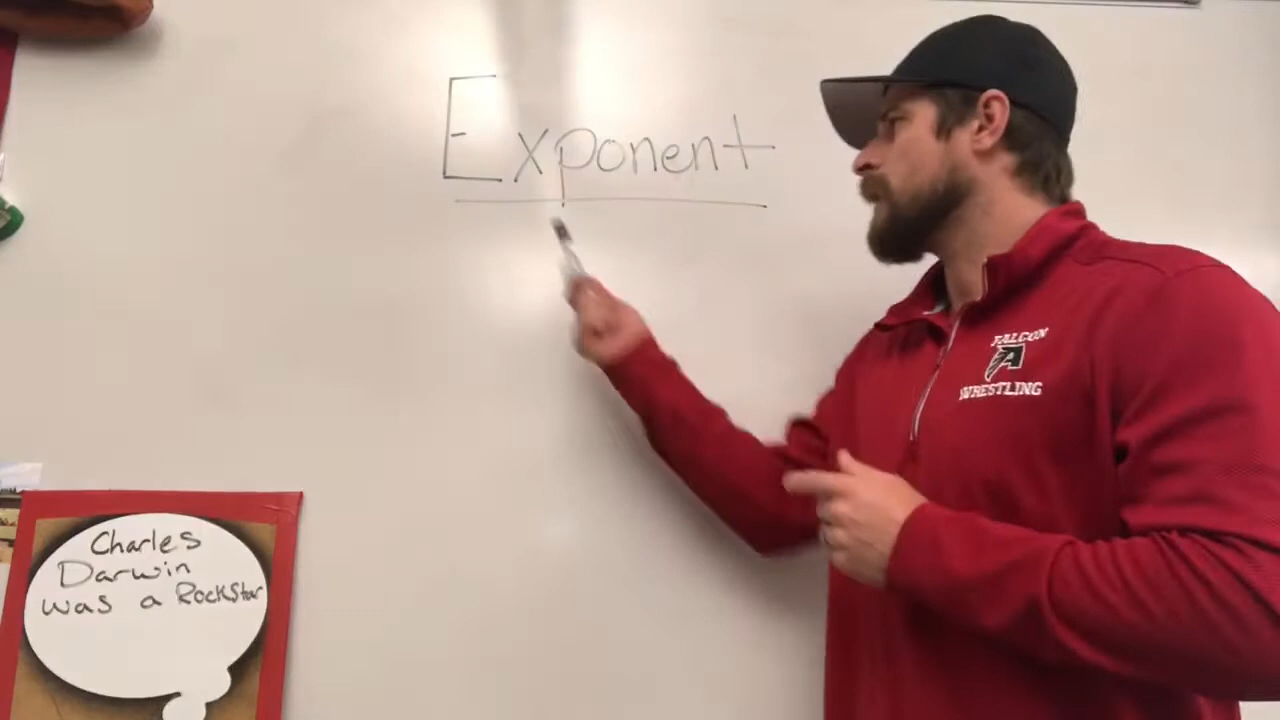 Exponent
FALCON
WRESTLING
Charles
Darwin
was a RockStar